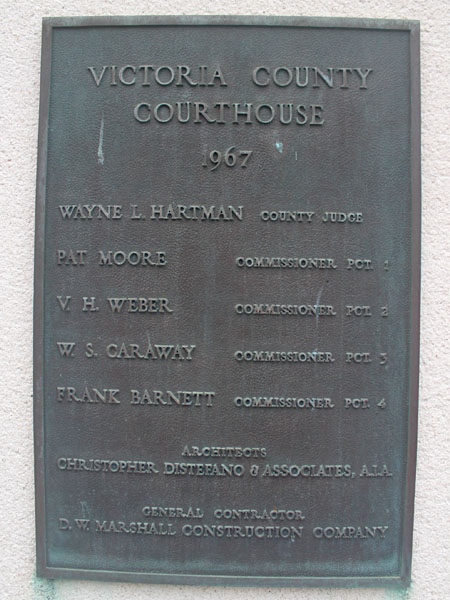 VICTORIA COUNTY
COURTHOUSE
1967
WAYNE L. HARTMAN COUNTY JUDGE
PAT MOORE COMMISSIONER PCT. 1
V. H. WEBER COMMISSIONER PCT. 2
W. S. CARAWAY COMMISSIONER PCT. 3
FRANK BARNETT COMMISSIONER PCT. 4
ARCHITECTS
CHRISTOPHER DISTEFANO & ASSOCIATES, A.I.A.
GENERAL CONTRACTOR
D. W. MARSHALL CONSTRUCTION COMPANY